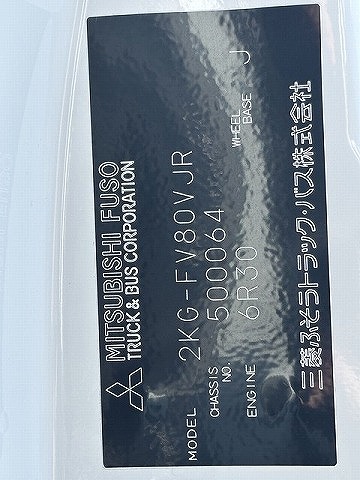 MITSUBISHI FUSO
TRUCK & BUS CORPORATION
MODEL 2KG-FV80VJR
CHASSIS NO. 500064
ENGINE 6R30 WHEEL BASE J
三菱ふそうトラック・バス株式会社